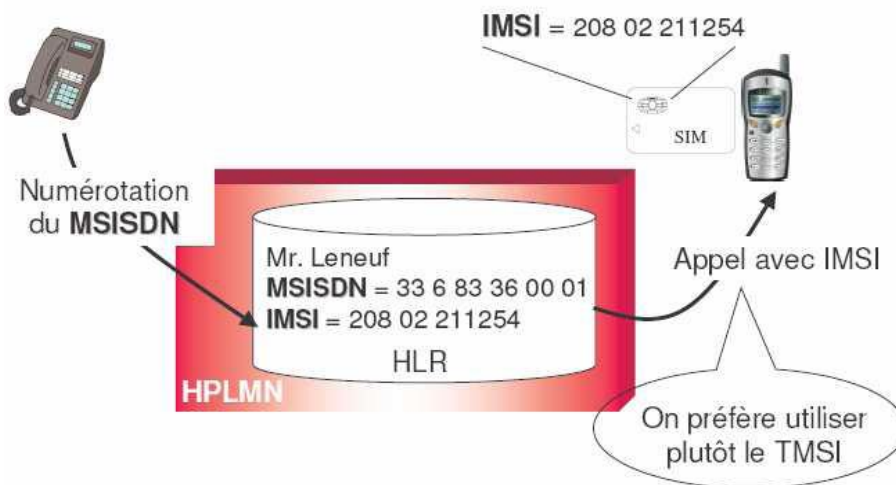 IMSI = 208 02 211254
SIM
Numérotation
du MSISDN
Mr. Leneuf
MSISDN = 33 6 83 36 00 01
IMSI = 208 02 211254
HLR
HPLMN
Appel avec IMSI
On préfère utiliser
plutôt le TMSI